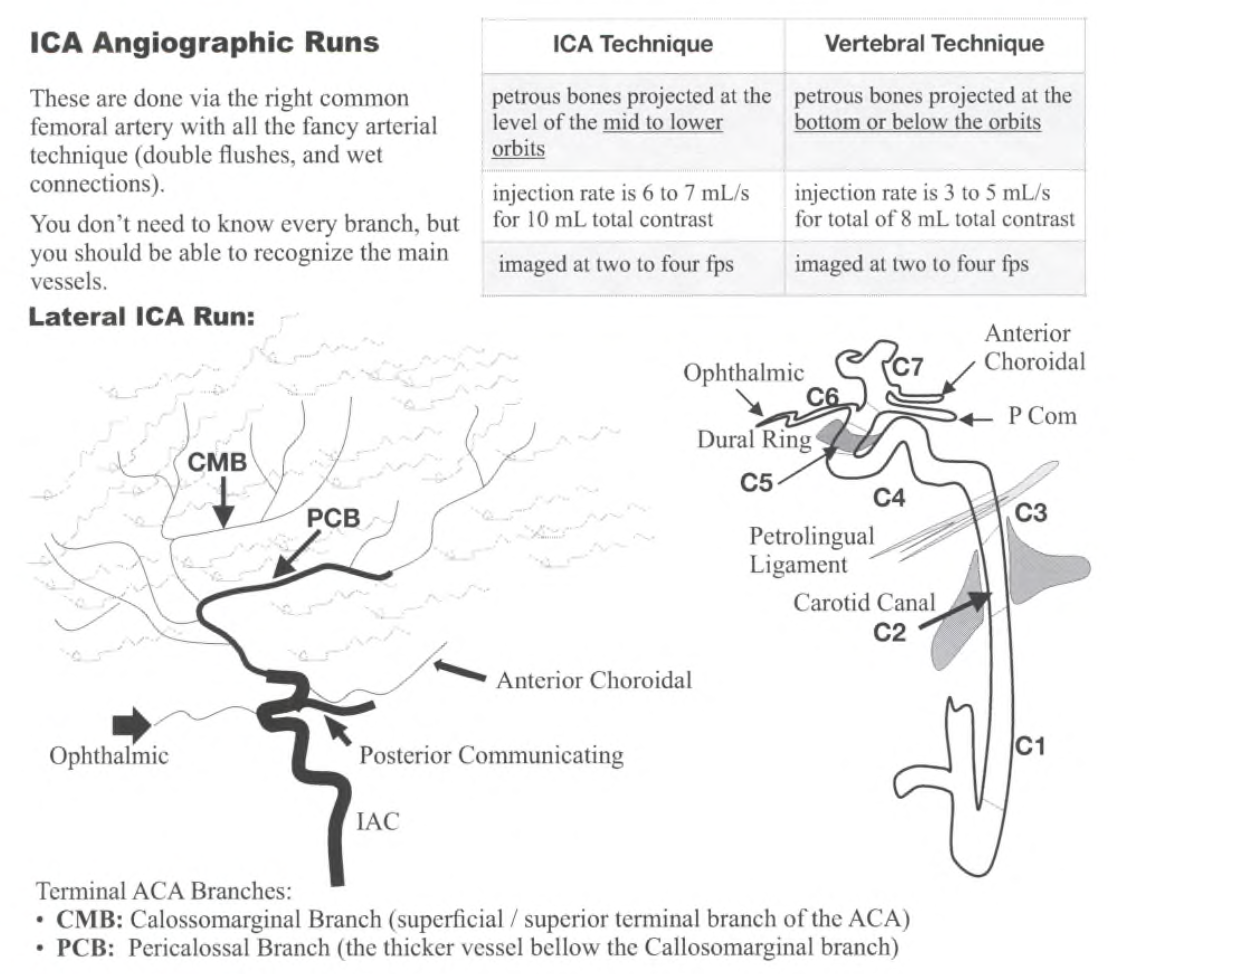 ICA Angiographic Runs
These are done via the right common
femoral artery with all the fancy arterial
technique (double flushes, and wet
connections).
You don't need to know every branch, but
you should be able to recognize the main
vessels.
ICA Technique
Vertebral Technique
petrous bones projected at the
level of the mid to lower
orbits
petrous bones projected at the
bottom or below the orbits
injection rate is 6 to 7 mL/s
for 10 mL total contrast
injection rate is 3 to 5 mL/s
for total of 8 mL total contrast
imaged at two to four fps
imaged at two to four fps
Lateral ICA Run:
CMB
PCB
Anterior Choroidal
Ophthalmic
Posterior Communicating
IAC
Anterior
Choroidal
C7
Ophthalmic
C6
P Com
Dural Ring
C5
C4
C3
Petrolingual
Ligament
Carotid Canal
C2
C1
Terminal ACA Branches:
• CMB: Calossomarginal Branch (superficial / superior terminal branch of the ACA)
• PCB: Pericalossal Branch (the thicker vessel bellow the Callosomarginal branch)